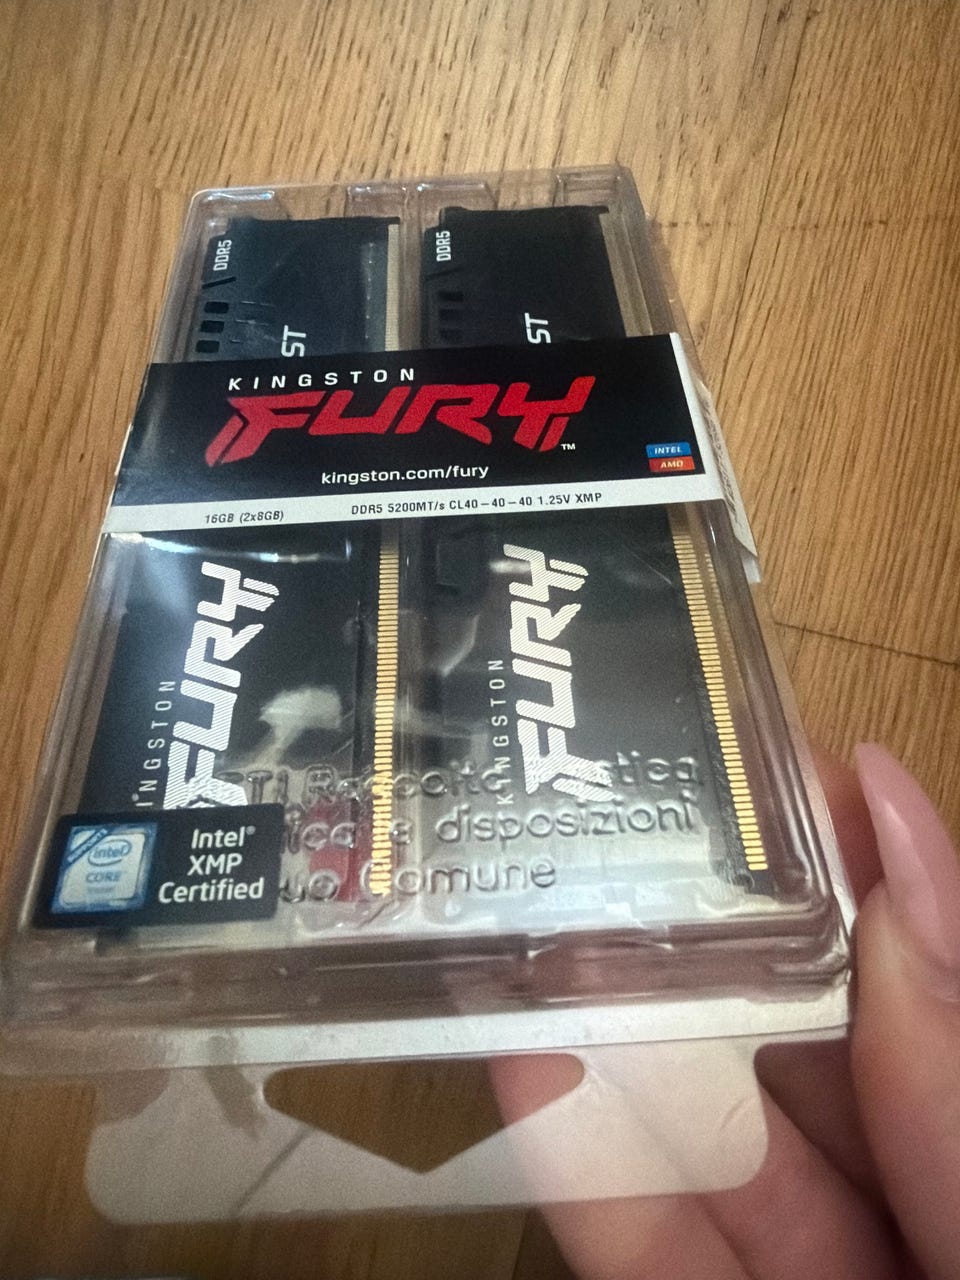 DDR5
DDR5
ST
ST
KINGSTON
FURY™
kingston.com/fury
INTEL
AMD
16GB (2x8GB) DDR5 5200MT/s CL40-40-40 1.25V XMP
KINGSTON
FURY
KINGSTON
FURY
disposizioni
Comune
intel
CORE
Intel®
XMP
Certified